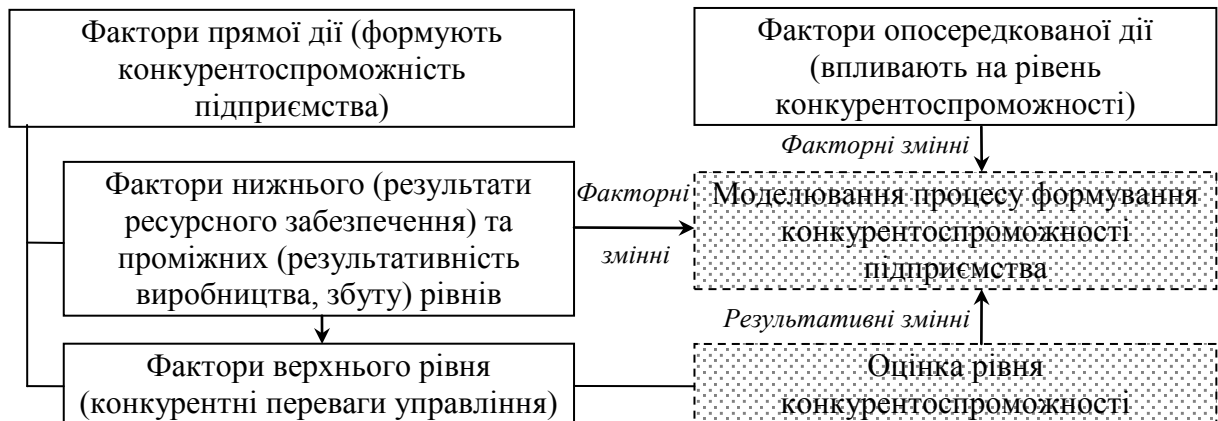 Фактори прямої дії (формують
конкурентоспроможність
підприємства)
Фактори опосередкованої дії
(впливають на рівень
конкурентоспроможності)
Факторні змінні
Фактори нижнього (результати
ресурсного забезпечення) та
проміжних (результативність
виробництва, збуту) рівнів
Факторні
змінні
Моделювання процесу формування
конкурентоспроможності
підприємства
Результативні змінні
Фактори верхнього рівня
(конкурентні переваги управління)
Оцінка рівня
конкурентоспроможності